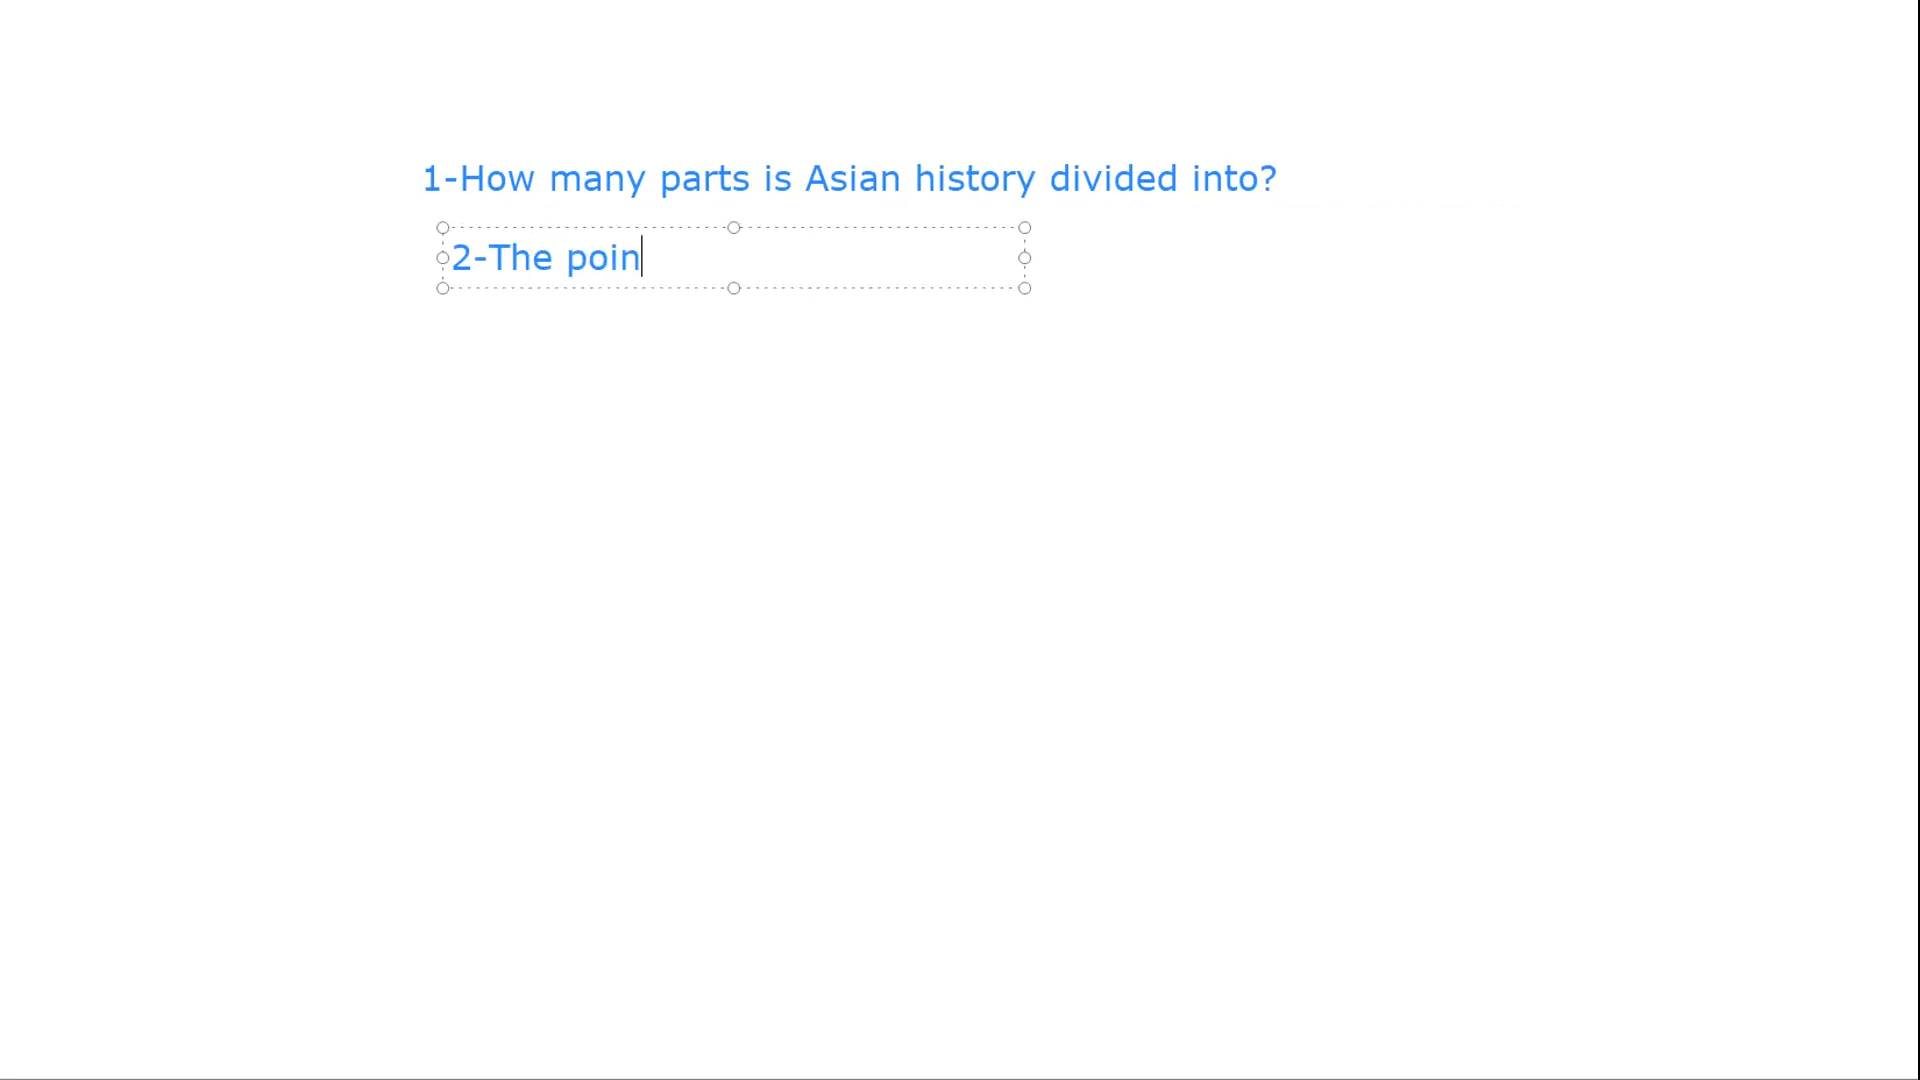 1-How many parts is Asian history divided into?
2-The poin